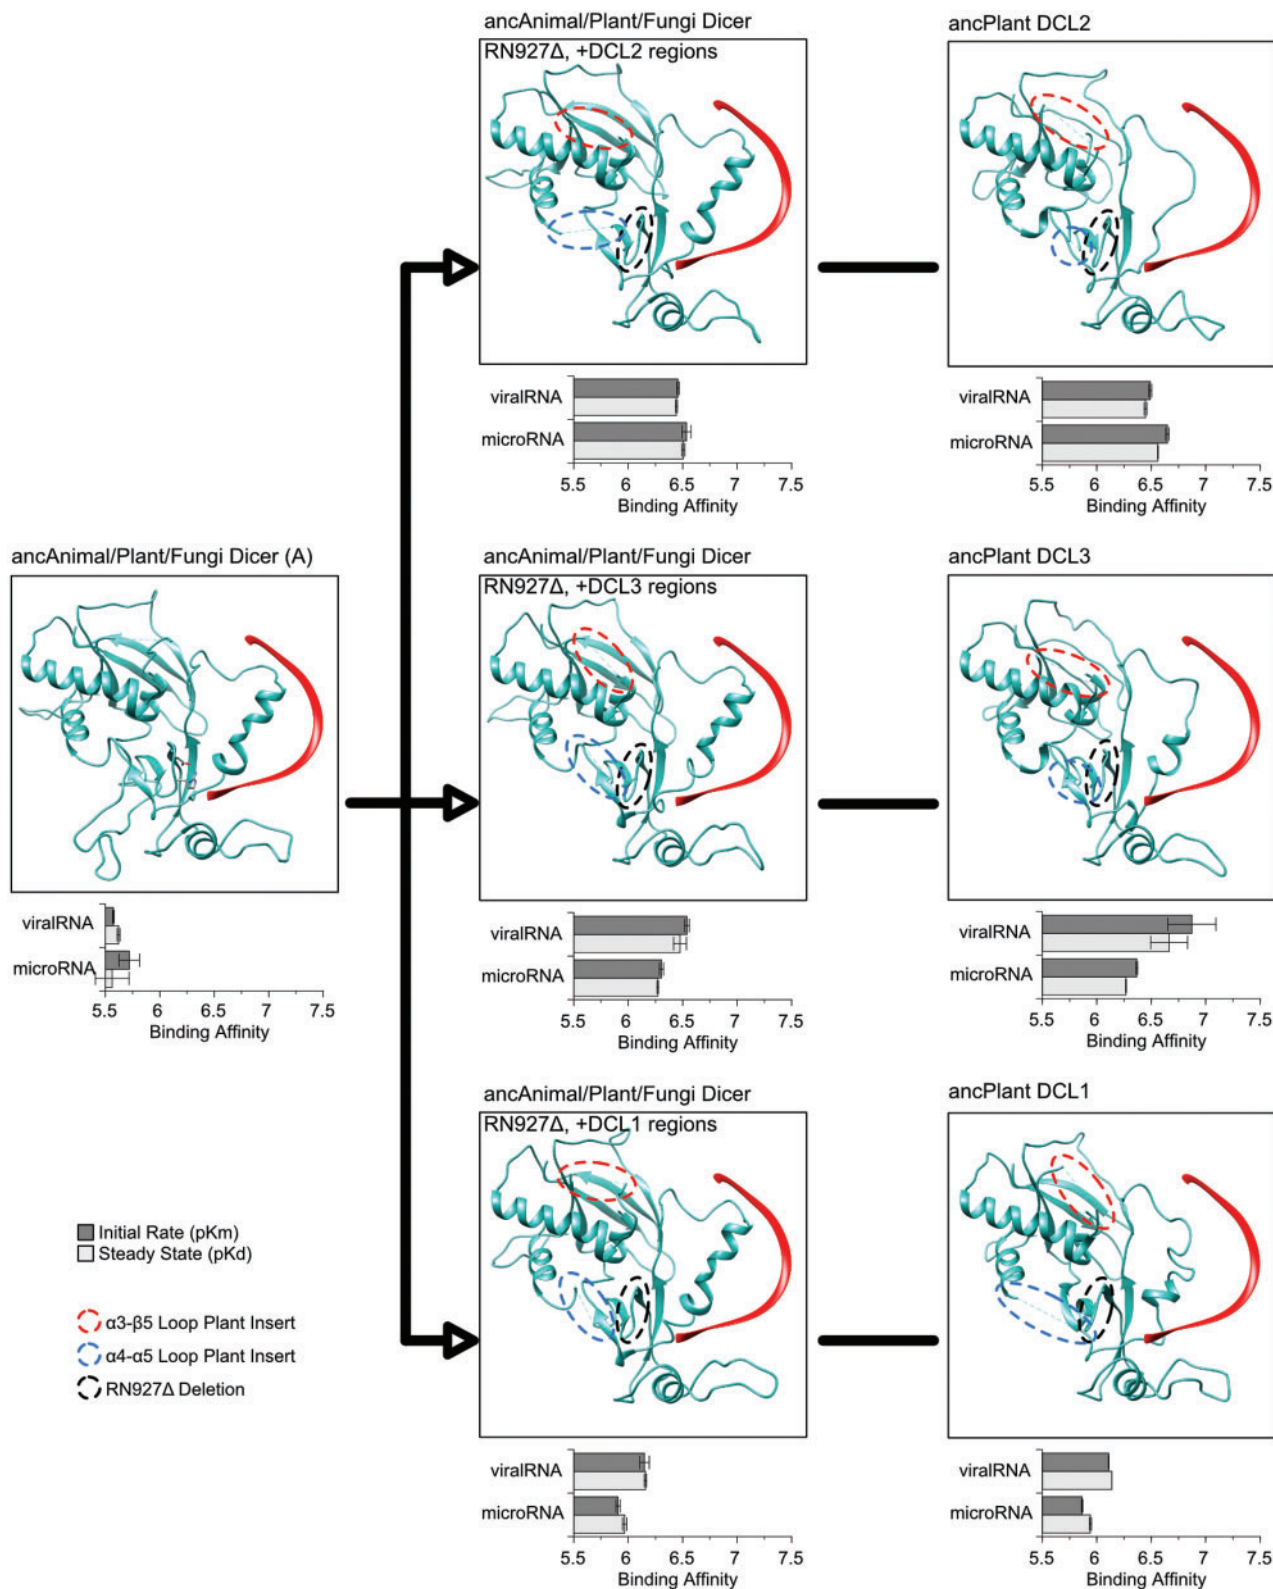 ancAnimal/Plant/Fungi Dicer
RN927Δ, +DCL2 regions
viralRNA
microRNA
5.5 6 6.5 7 7.5
Binding Affinity
ancPlant DCL2
viralRNA
microRNA
5.5 6 6.5 7 7.5
Binding Affinity
ancAnimal/Plant/Fungi Dicer (A)
viralRNA
microRNA
5.5 6 6.5 7 7.5
Binding Affinity
ancAnimal/Plant/Fungi Dicer
RN927Δ, +DCL3 regions
viralRNA
microRNA
5.5 6 6.5 7 7.5
Binding Affinity
ancPlant DCL3
viralRNA
microRNA
5.5 6 6.5 7 7.5
Binding Affinity
ancAnimal/Plant/Fungi Dicer
RN927Δ, +DCL1 regions
viralRNA
microRNA
5.5 6 6.5 7 7.5
Binding Affinity
ancPlant DCL1
viralRNA
microRNA
5.5 6 6.5 7 7.5
Binding Affinity
Initial Rate (pKm)
Steady State (pKd)
α3-β5 Loop Plant Insert
α4-α5 Loop Plant Insert
RN927Δ Deletion